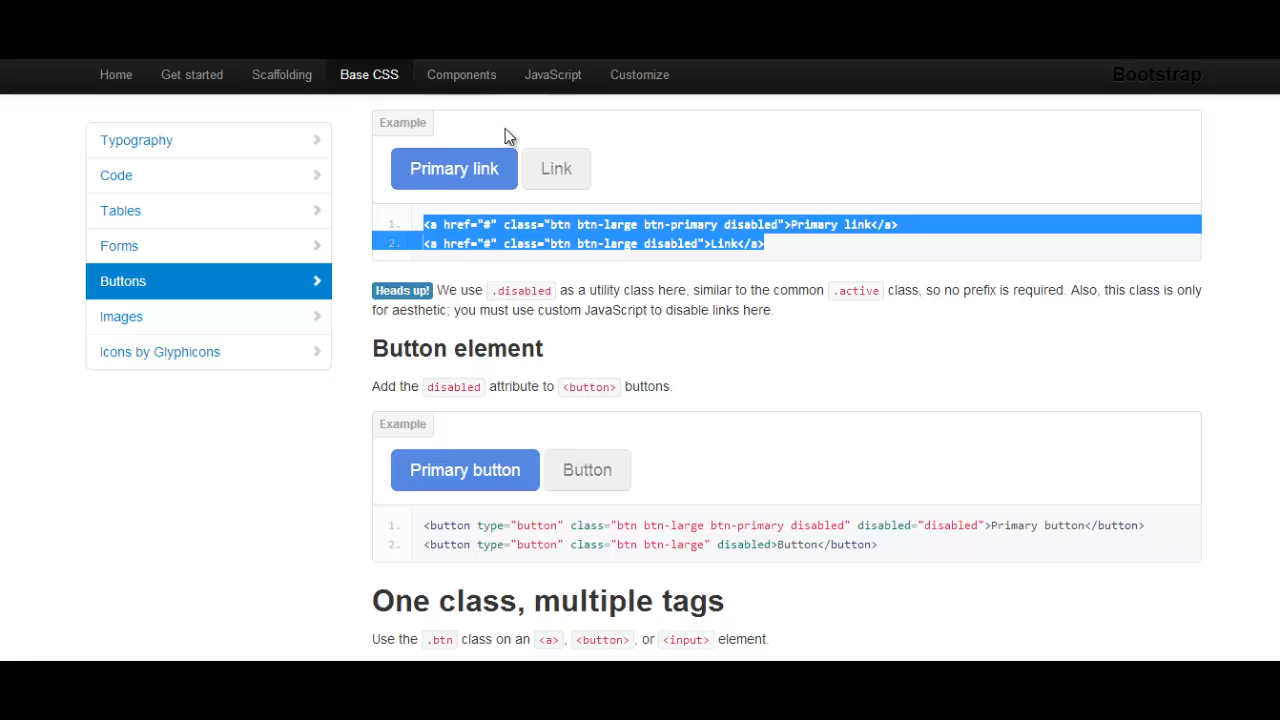 Home Get started Scaffolding Base CSS Components JavaScript Customize Bootstrap
Typography
Code
Tables
Forms
Buttons
Images
Icons by Glyphicons
Example
Primary link Link
1. <a href="#" class="btn btn-large btn-primary disabled">Primary link</a>
2. <a href="#" class="btn btn-large disabled">Link</a>
Heads up! We use .disabled as a utility class here, similar to the common .active class, so no prefix is required. Also, this class is only
for aesthetic; you must use custom JavaScript to disable links here.
Button element
Add the disabled attribute to <button> buttons.
Example
Primary button Button
1. <button type="button" class="btn btn-large btn-primary disabled" disabled="disabled">Primary button</button>
2. <button type="button" class="btn btn-large" disabled>Button</button>
One class, multiple tags
Use the .btn class on an <a>, <button>, or <input> element.